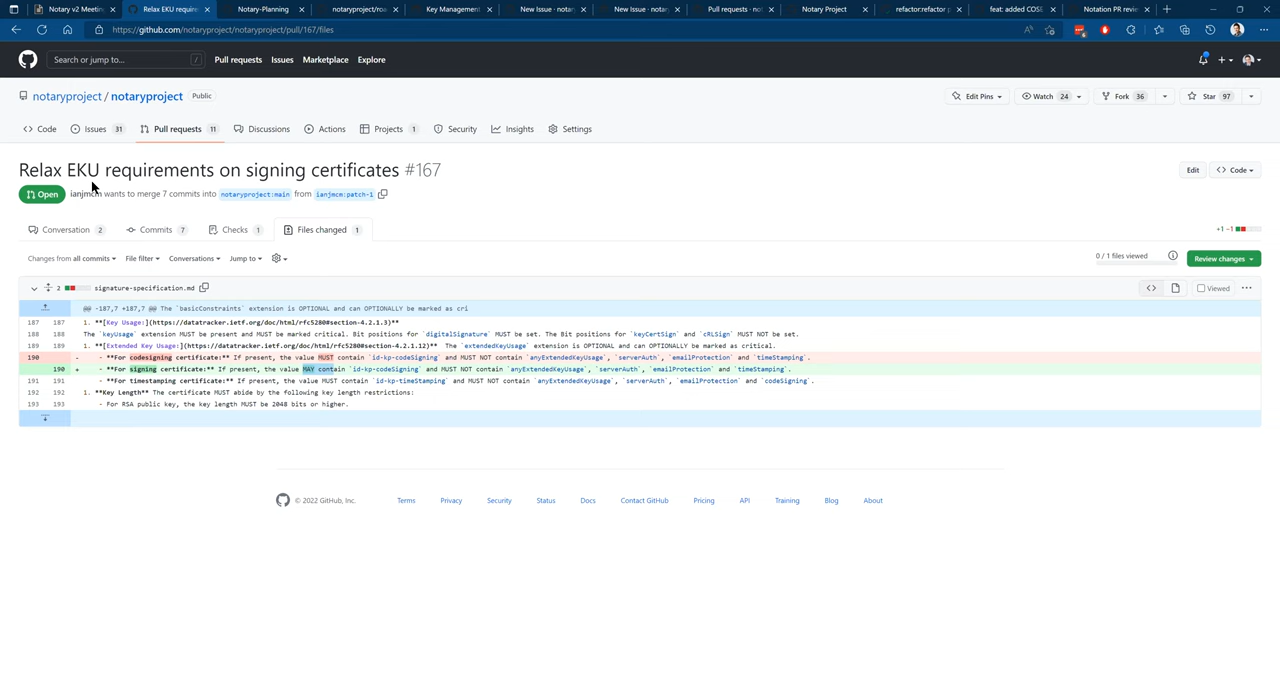 Notary v2 Meetin
Relax EKU requirem
Notary-Planning
notaryproject/roa
Key Management
New Issue · notar
New Issue · notar
Pull requests · no
Notary Project
refactor:refactor p
feat: added COSE
Notation PR revie
https://github.com/notaryproject/notaryproject/pull/167/files
Search or jump to...
/
Pull requests
Issues
Marketplace
Explore
notaryproject / notaryproject
Public
Edit Pins
Watch 24
Fork 36
Star 97
Code
Issues 31
Pull requests 11
Discussions
Actions
Projects 1
Security
Insights
Settings
Relax EKU requirements on signing certificates #167
Edit
Code
Open
ianjmcm wants to merge 7 commits into notaryproject:main from ianjmcm:patch-1
Conversation 2
Commits 7
Checks 1
Files changed 1
+1 −1
Changes from all commits
File filter
Conversations
Jump to
0 / 1 files viewed
Review changes
2 signature-specification.md
Viewed
@@ -187,7 +187,7 @@ The `basicConstraints` extension is OPTIONAL and can OPTIONALLY be marked as cri
187 187 1. **[Key Usage:](https://datatracker.ietf.org/doc/html/rfc5280#section-4.2.1.3)**
188 188 The `keyUsage` extension MUST be present and MUST be marked critical. Bit positions for `digitalSignature` MUST be set. The Bit positions for `keyCertSign` and `cRLSign` MUST NOT be set.
189 189 1. **[Extended Key Usage:](https://datatracker.ietf.org/doc/html/rfc5280#section-4.2.1.12)** The `extendedKeyUsage` extension is OPTIONAL and can OPTIONALLY be marked as critical.
190 - - **For codesigning certificate:** If present, the value MUST contain `id-kp-codeSigning` and MUST NOT contain `anyExtendedKeyUsage`, `serverAuth`, `emailProtection` and `timeStamping`.
190 + - **For signing certificate:** If present, the value MAY contain `id-kp-codeSigning` and MUST NOT contain `anyExtendedKeyUsage`, `serverAuth`, `emailProtection` and `timeStamping`.
191 191 - **For timestamping certificate:** If present, the value MUST contain `id-kp-timeStamping` and MUST NOT contain `anyExtendedKeyUsage`, `serverAuth`, `emailProtection` and `codeSigning`.
192 192 1. **Key Length** The certificate MUST abide by the following key length restrictions:
193 193 - For RSA public key, the key length MUST be 2048 bits or higher.
© 2022 GitHub, Inc.
Terms
Privacy
Security
Status
Docs
Contact GitHub
Pricing
API
Training
Blog
About